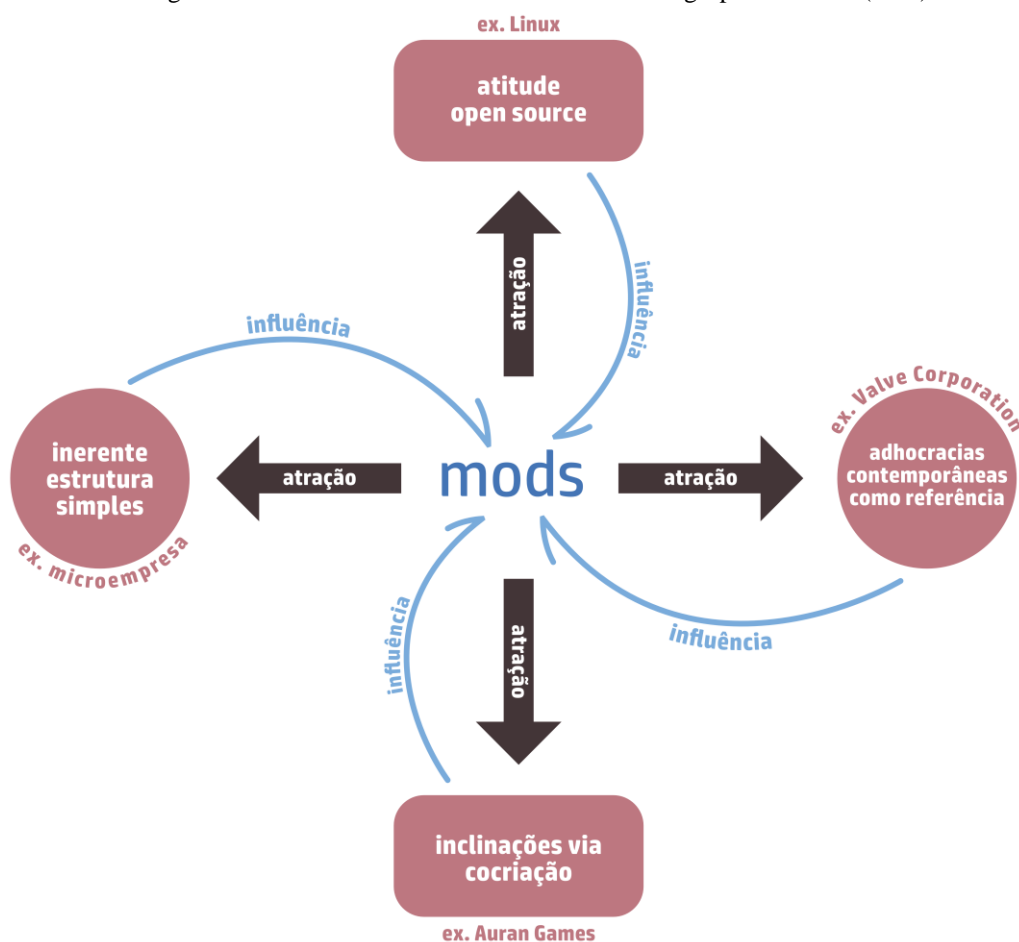 ex. Linux
atitude
open source
atração
influência
influência
ex. Valve Corporation
inerente
estrutura
simples
ex. microempresa
atração
mods
atração
adhocracias
contemporâneas
como referência
influência
atração
influência
inclinações via
cocriação
ex. Auran Games